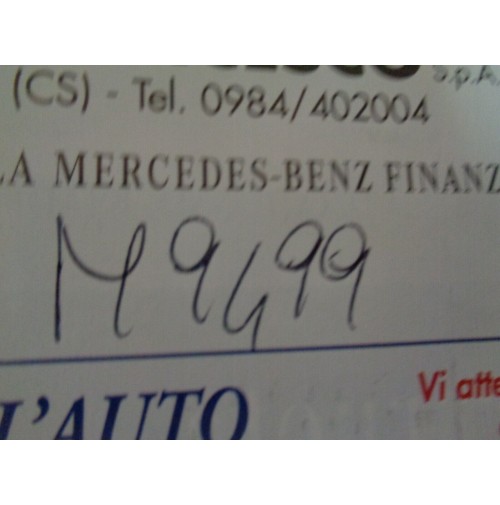 S.p.A.
(CS) - Tel. 0984/402004
LA MERCEDES-BENZ FINANZ
M9499
L'AUTO
Vi atte